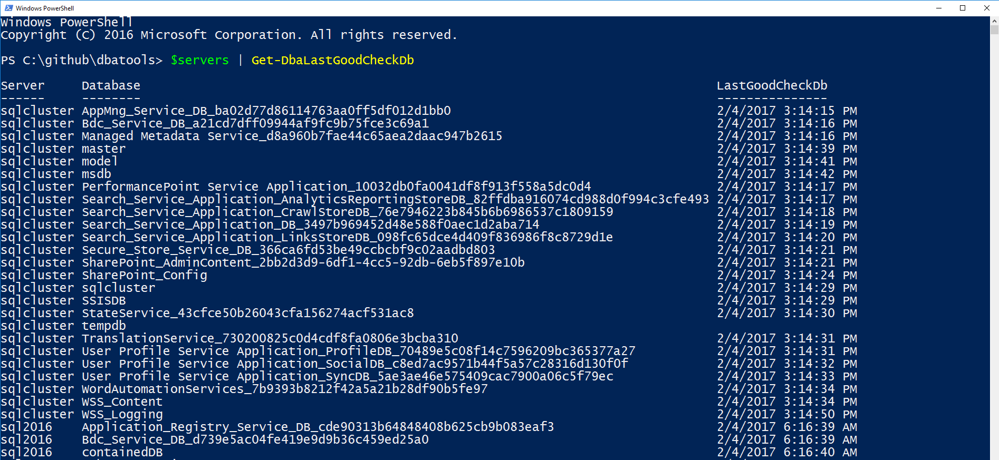 Windows PowerShell
Windows PowerShell
Copyright (C) 2016 Microsoft Corporation. All rights reserved.
PS C:\github\dbatools> $servers | Get-DbaLastGoodCheckDb
Server Database LastGoodCheckDb
------ -------- ---------------
sqlcluster AppMng_Service_DB_ba02d77d86114763aa0ff5df012d1bb0 2/4/2017 3:14:15 PM
sqlcluster Bdc_Service_DB_a21cd7dff09944af9fc9b75fce3c69a1 2/4/2017 3:14:16 PM
sqlcluster Managed Metadata Service_d8a960b7fae44c65aea2daac947b2615 2/4/2017 3:14:16 PM
sqlcluster master 2/4/2017 3:14:39 PM
sqlcluster model 2/4/2017 3:14:41 PM
sqlcluster msdb 2/4/2017 3:14:42 PM
sqlcluster PerformancePoint Service Application_10032db0fa0041df8f913f558a5dc0d4 2/4/2017 3:14:17 PM
sqlcluster Search_Service_Application_AnalyticsReportingStoreDB_82ffdba916074cd988d0f994c3cfe493 2/4/2017 3:14:17 PM
sqlcluster Search_Service_Application_CrawlStoreDB_76e7946223b845b6b6986537c1809159 2/4/2017 3:14:18 PM
sqlcluster Search_Service_Application_DB_3497b969452d48e588f0aec1d2aba714 2/4/2017 3:14:19 PM
sqlcluster Search_Service_Application_LinksStoreDB_098fc65dce4d409f836986f8c8729d1e 2/4/2017 3:14:20 PM
sqlcluster Secure_Store_Service_DB_366ca6fd53be49ccbcbf9c02aadbd803 2/4/2017 3:14:21 PM
sqlcluster SharePoint_AdminContent_2bb2d3d9-6df1-4cc5-92db-6eb5f897e10b 2/4/2017 3:14:21 PM
sqlcluster SharePoint_Config 2/4/2017 3:14:24 PM
sqlcluster sqlcluster 2/4/2017 3:14:29 PM
sqlcluster SSISDB 2/4/2017 3:14:29 PM
sqlcluster StateService_43cfce50b26043cfa156274acf531ac8 2/4/2017 3:14:30 PM
sqlcluster tempdb
sqlcluster TranslationService_730200825c0d4cdf8fa0806e3bcba310 2/4/2017 3:14:31 PM
sqlcluster User Profile Service Application_ProfileDB_70489e5c08f14c7596209bc365377a27 2/4/2017 3:14:31 PM
sqlcluster User Profile Service Application_SocialDB_c8ed7ac9571b44f5a57c28316d130f0f 2/4/2017 3:14:32 PM
sqlcluster User Profile Service Application_SyncDB_5ae3ae46e575409cac7900a06c5f79ec 2/4/2017 3:14:33 PM
sqlcluster WordAutomationServices_7b9393b8212f42a5a21b28df90b5fe97 2/4/2017 3:14:34 PM
sqlcluster WSS_Content 2/4/2017 3:14:34 PM
sqlcluster WSS_Logging 2/4/2017 3:14:50 PM
sql2016 Application_Registry_Service_DB_cde90313b64848408b625cb9b083eaf3 2/4/2017 6:16:39 AM
sql2016 Bdc_Service_DB_d739e5ac04fe419e9d9b36c459ed25a0 2/4/2017 6:16:39 AM
sql2016 containedDB 2/4/2017 6:16:40 AM